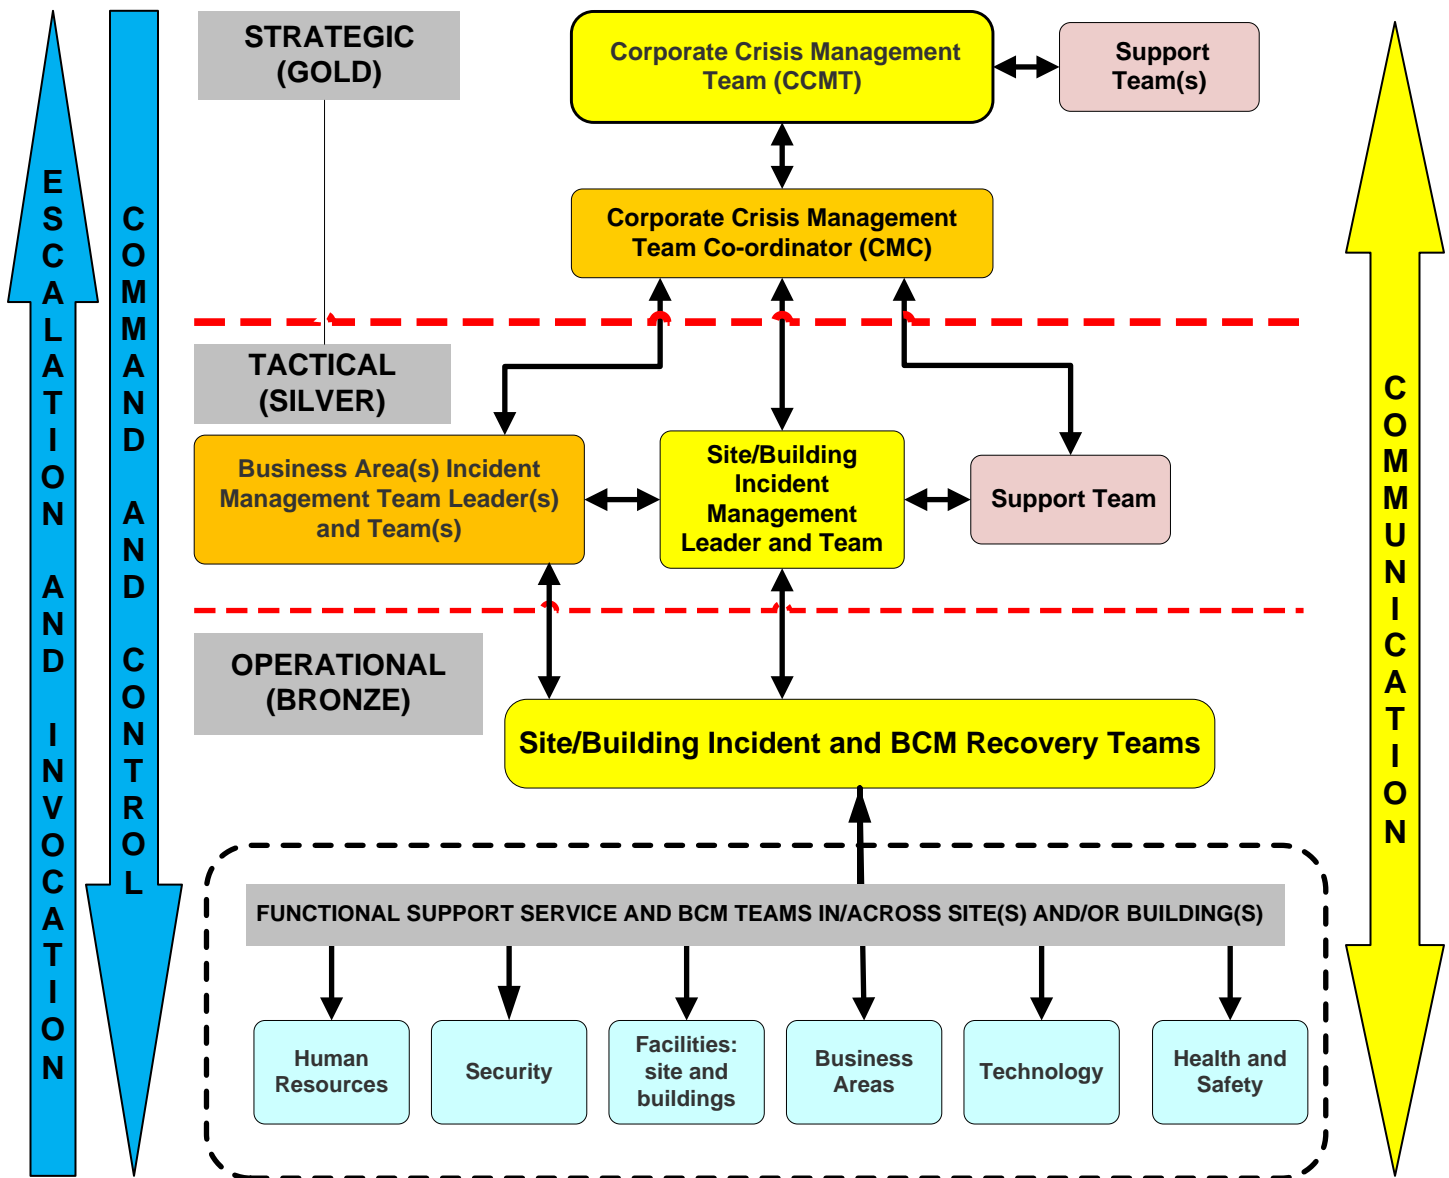 STRATEGIC
(GOLD)
Corporate Crisis Management
Team (CCMT)
Support
Team(s)
Corporate Crisis Management
Team Co-ordinator (CMC)
TACTICAL
(SILVER)
Business Area(s) Incident
Management Team Leader(s)
and Team(s)
Site/Building
Incident
Management
Leader and Team
Support Team
OPERATIONAL
(BRONZE)
Site/Building Incident and BCM Recovery Teams
FUNCTIONAL SUPPORT SERVICE AND BCM TEAMS IN/ACROSS SITE(S) AND/OR BUILDING(S)
Human
Resources
Security
Facilities:
site and
buildings
Business
Areas
Technology
Health and
Safety
ESCALATION AND INVOCATION
COMMAND AND CONTROL
COMMUNICATION